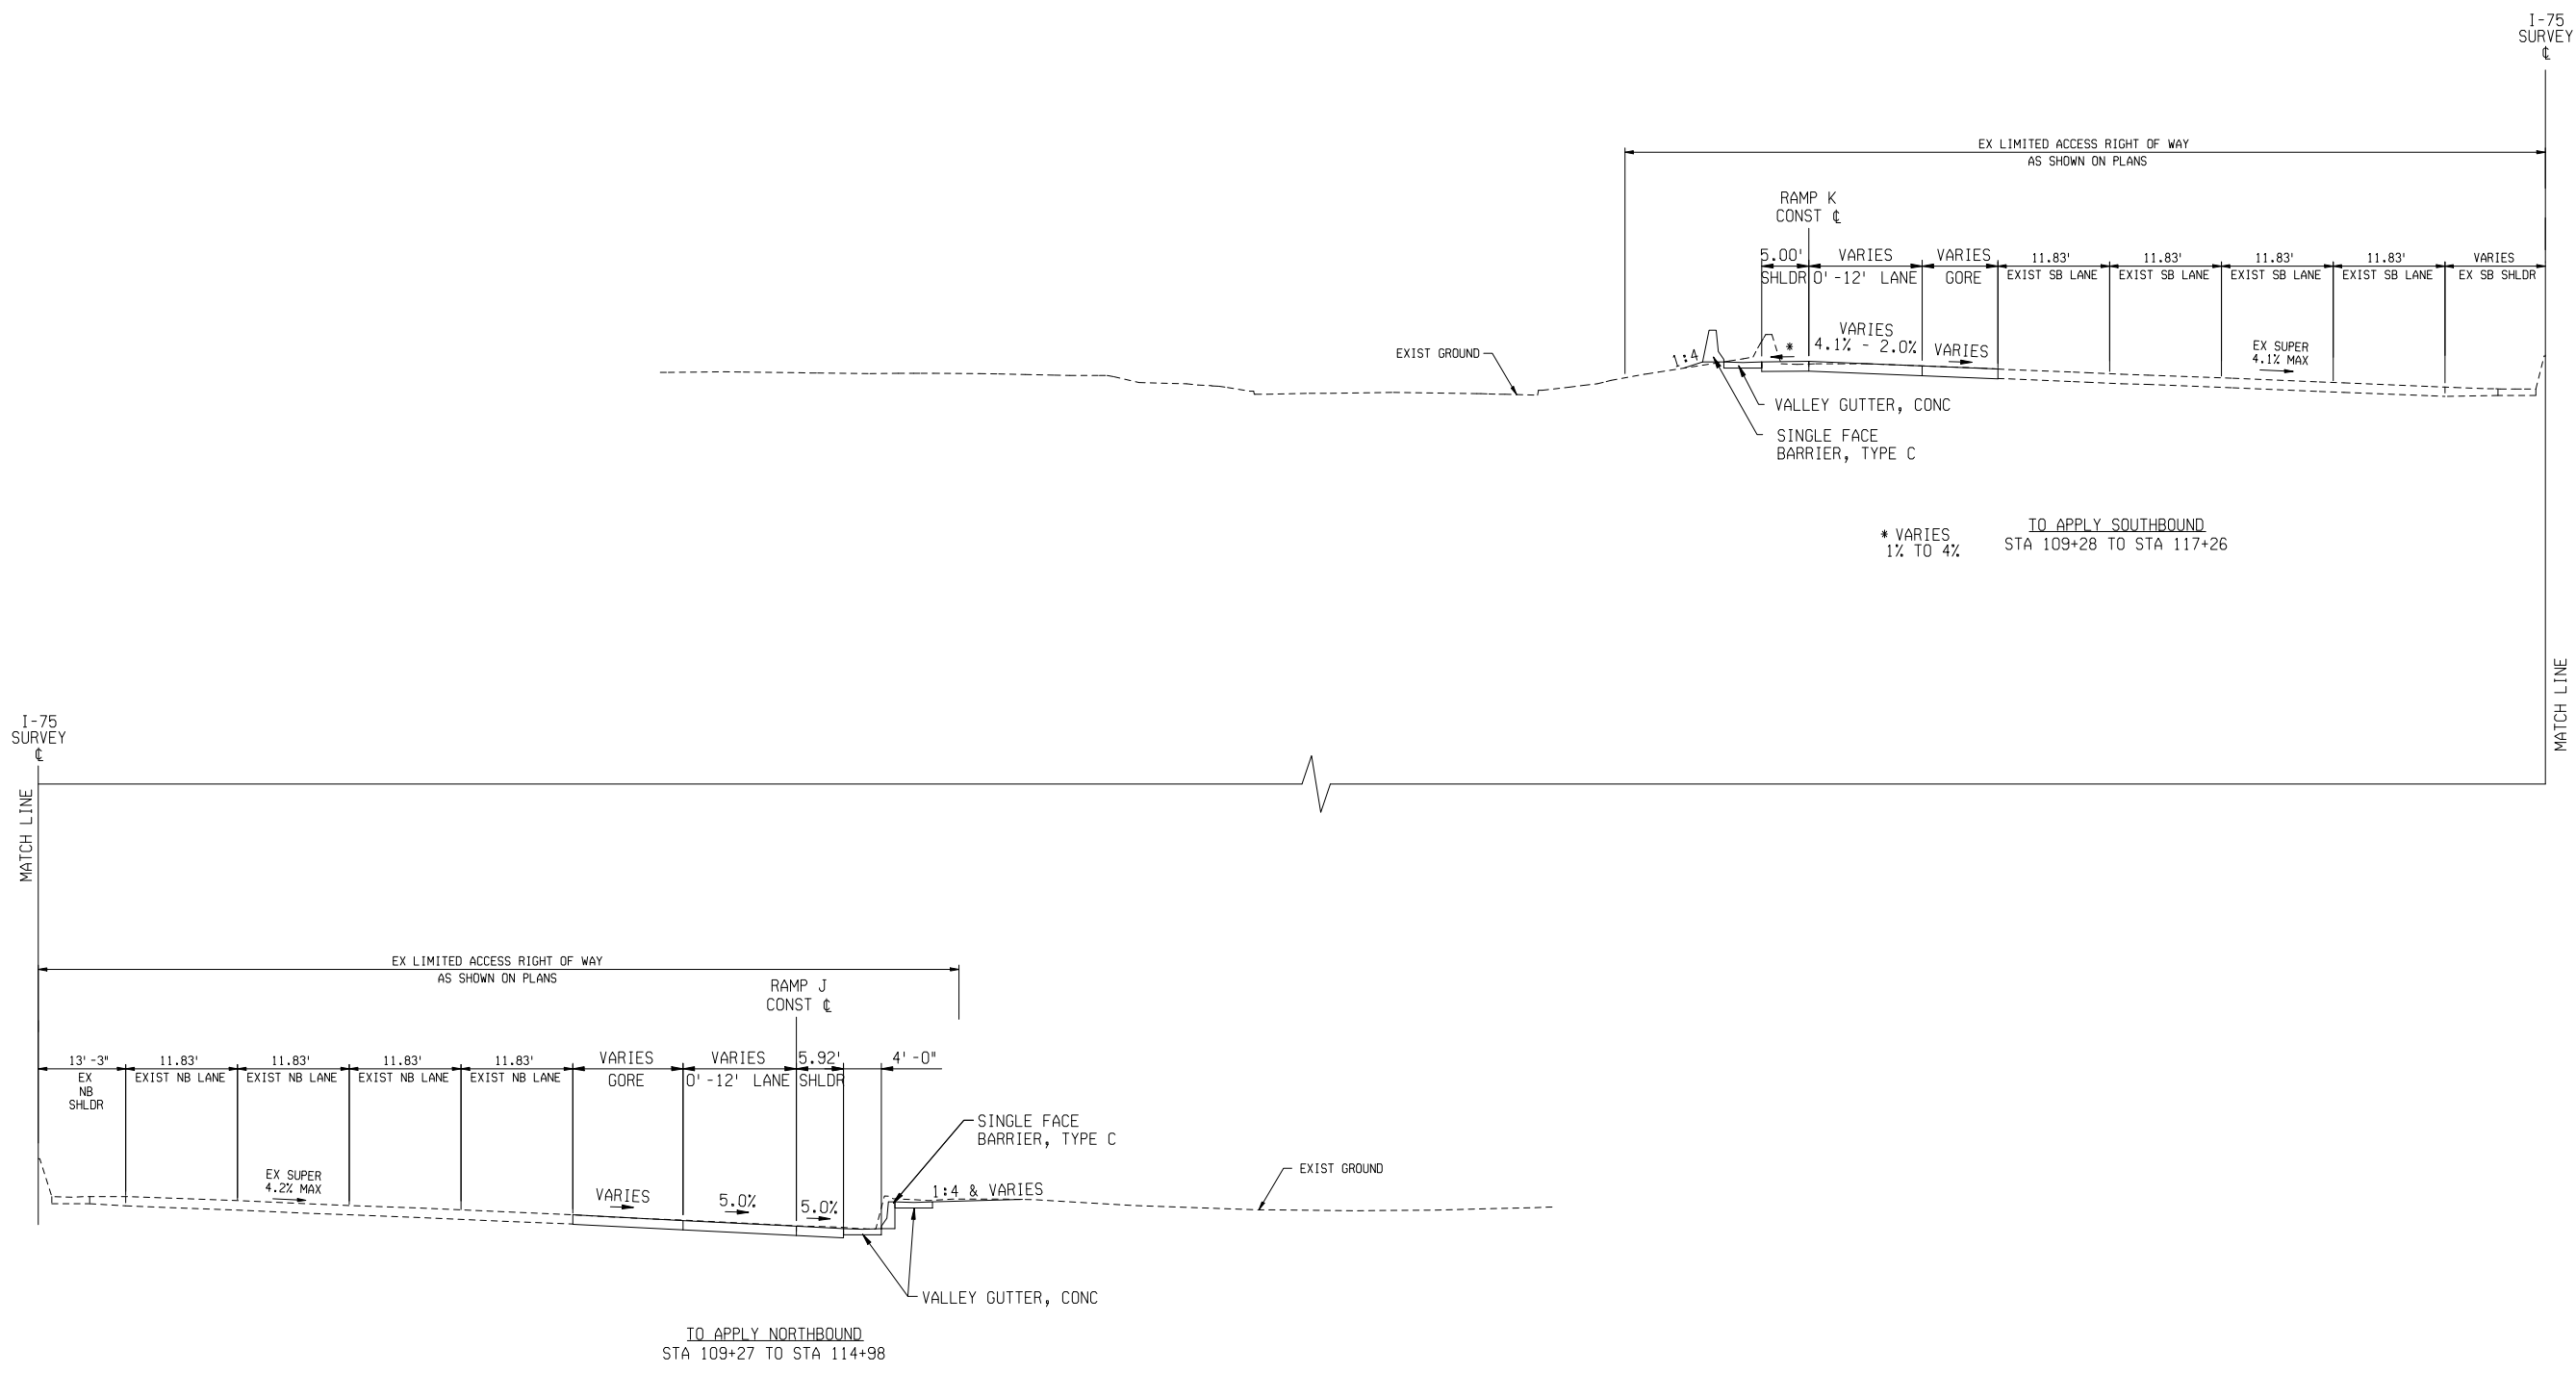 I-75
SURVEY
℄
EX LIMITED ACCESS RIGHT OF WAY
AS SHOWN ON PLANS
RAMP K
CONST ℄
5.00'
SHLDR
VARIES
0'-12' LANE
VARIES
GORE
11.83'
EXIST SB LANE
11.83'
EXIST SB LANE
11.83'
EXIST SB LANE
11.83'
EXIST SB LANE
VARIES
EX SB SHLDR
EXIST GROUND
1:4
*
VARIES
4.1% - 2.0%
VARIES
EX SUPER
4.1% MAX
VALLEY GUTTER, CONC
SINGLE FACE
BARRIER, TYPE C
* VARIES
1% TO 4%
TO APPLY SOUTHBOUND
STA 109+28 TO STA 117+26
MATCH LINE
I-75
SURVEY
℄
MATCH LINE
EX LIMITED ACCESS RIGHT OF WAY
AS SHOWN ON PLANS
RAMP J
CONST ℄
13'-3"
EX
NB
SHLDR
11.83'
EXIST NB LANE
11.83'
EXIST NB LANE
11.83'
EXIST NB LANE
11.83'
EXIST NB LANE
VARIES
GORE
VARIES
0'-12' LANE
5.92'
SHLDR
4'-0"
SINGLE FACE
BARRIER, TYPE C
EX SUPER
4.2% MAX
VARIES
5.0%
5.0%
1:4 & VARIES
EXIST GROUND
VALLEY GUTTER, CONC
TO APPLY NORTHBOUND
STA 109+27 TO STA 114+98